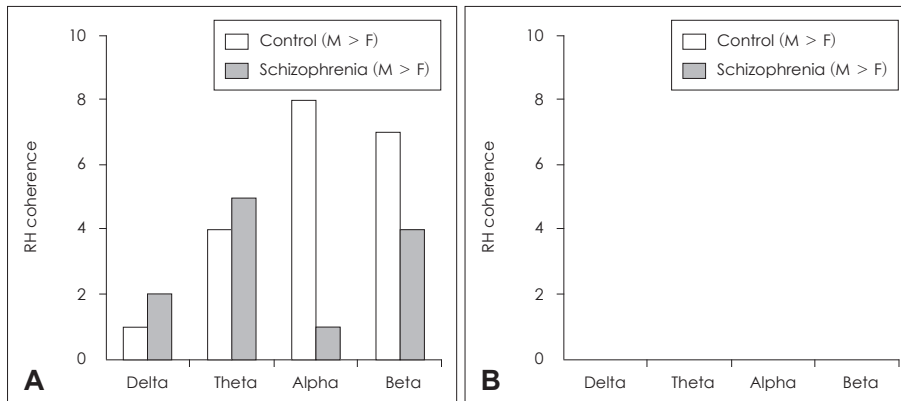 10
8
6
4
2
0
RH coherence
Control (M > F)
Schizophrenia (M > F)
Delta Theta Alpha Beta
A
10
8
6
4
2
0
RH coherence
Control (M > F)
Schizophrenia (M > F)
Delta Theta Alpha Beta
B